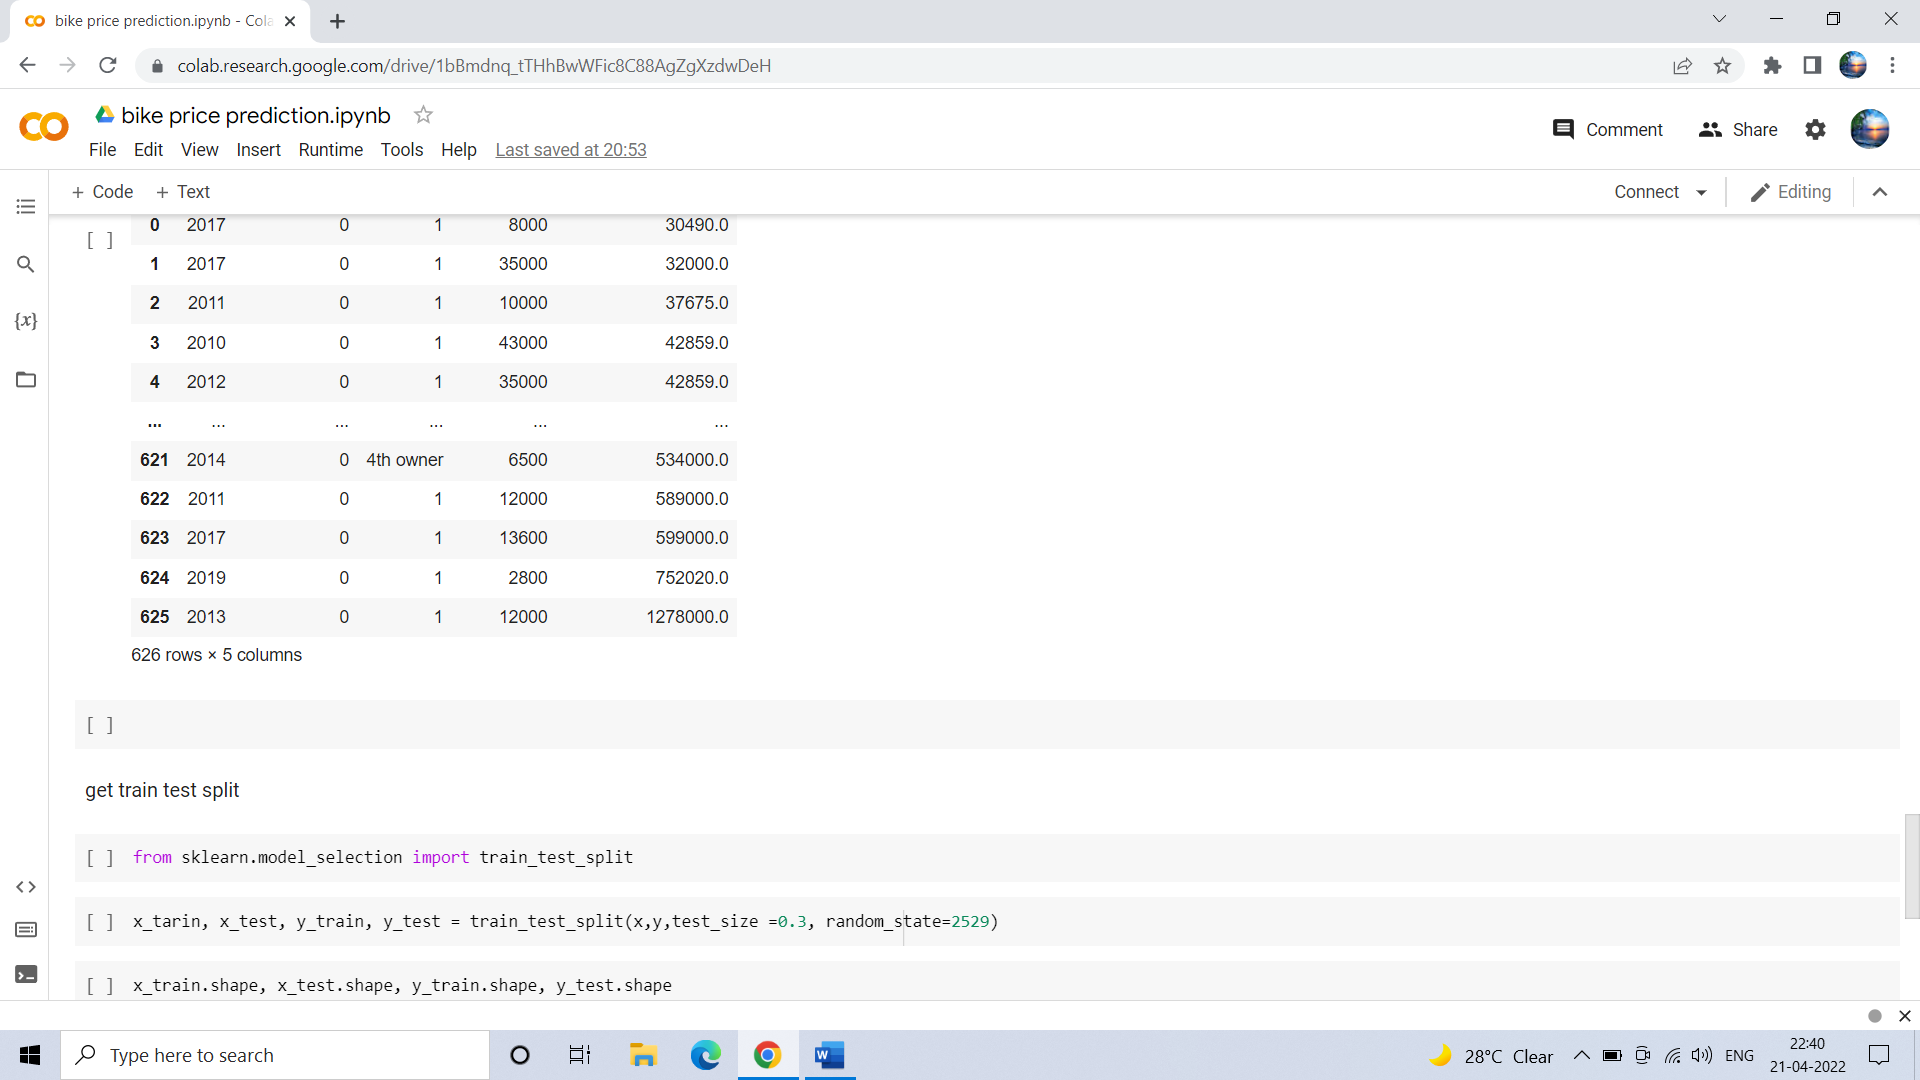 bike price prediction.ipynb - Cola
colab.research.google.com/drive/1bBmdnq_tTHhBwWFic8C88AgZgXzdwDeH
bike price prediction.ipynb
Comment
Share
File Edit View Insert Runtime Tools Help Last saved at 20:53
+ Code + Text
Connect
Editing
[ ]
0 2017 0 1 8000 30490.0
1 2017 0 1 35000 32000.0
2 2011 0 1 10000 37675.0
3 2010 0 1 43000 42859.0
4 2012 0 1 35000 42859.0
... ... ... ... ... ...
621 2014 0 4th owner 6500 534000.0
622 2011 0 1 12000 589000.0
623 2017 0 1 13600 599000.0
624 2019 0 1 2800 752020.0
625 2013 0 1 12000 1278000.0
626 rows × 5 columns
[ ]
get train test split
[ ] from sklearn.model_selection import train_test_split
[ ] x_tarin, x_test, y_train, y_test = train_test_split(x,y,test_size =0.3, random_state=2529)
[ ] x_train.shape, x_test.shape, y_train.shape, y_test.shape
{x}
Type here to search
28°C Clear
ENG
22:40
21-04-2022